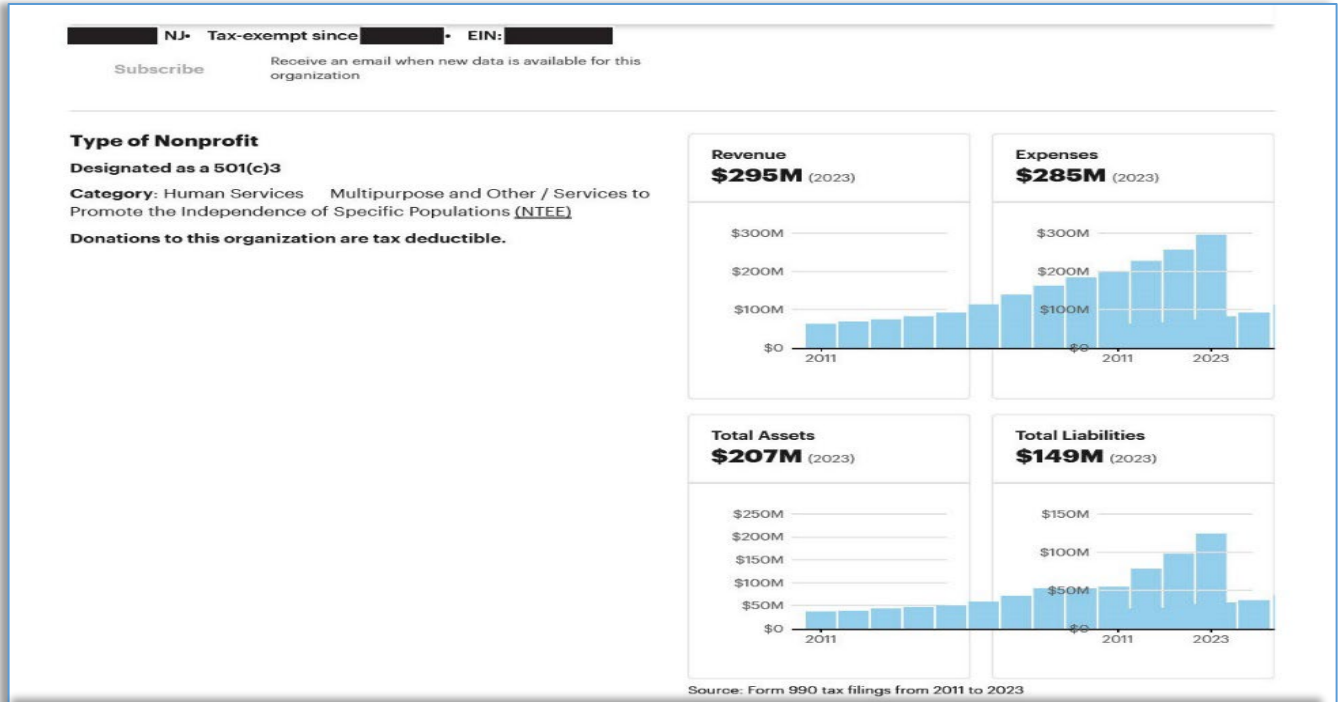 NJ• Tax-exempt since • EIN:
Subscribe
Receive an email when new data is available for this
organization
Type of Nonprofit
Designated as a 501(c)3
Category: Human Services Multipurpose and Other / Services to
Promote the Independence of Specific Populations (NTEE)
Donations to this organization are tax deductible.
Revenue
$295M (2023)
$300M
$200M
$100M
$0
2011
Expenses
$285M (2023)
$300M
$200M
$100M
$0
2011 2023
Total Assets
$207M (2023)
$250M
$200M
$150M
$100M
$50M
$0
2011
Total Liabilities
$149M (2023)
$150M
$100M
$50M
$0
2011 2023
Source: Form 990 tax filings from 2011 to 2023